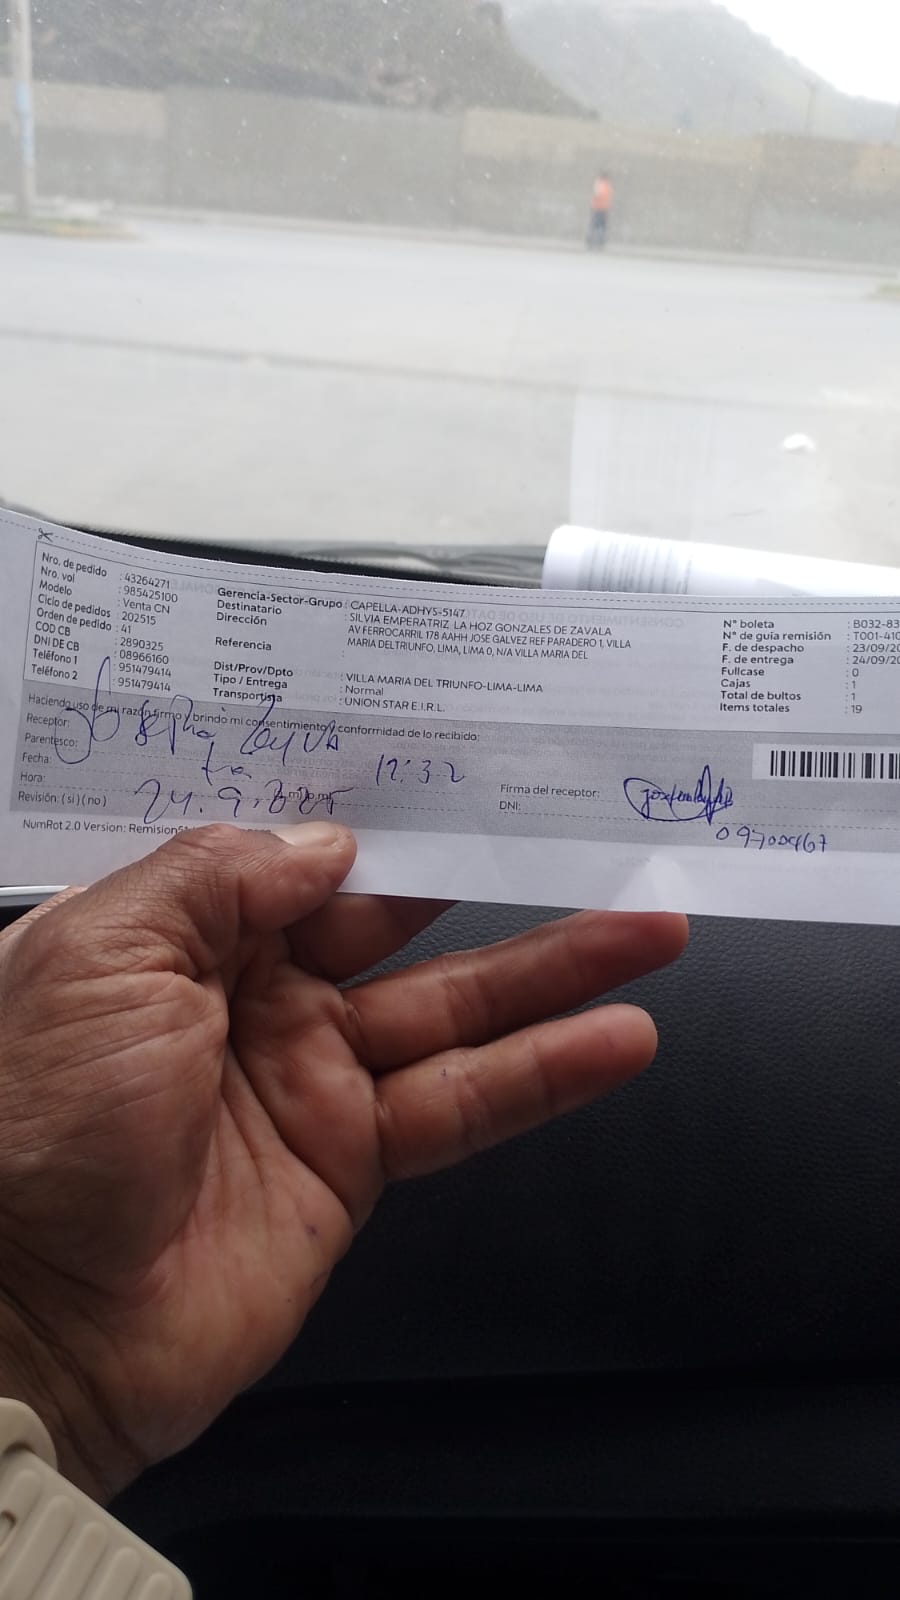 Nro. de pedido : 43264271
Nro. vol : 985425100
Modelo : Venta CN
Ciclo de pedidos : 202515
Orden de pedido : 41
COD CB : 2890325
DNI DE CB : 08966160
Teléfono 1 : 951479414
Teléfono 2 : 951479414
Gerencia-Sector-Grupo : CAPELLA-ADHYS-5147
Destinatario : SILVIA EMPERATRIZ LA HOZ GONZALES DE ZAVALA
Dirección : AV FERROCARRIL 178 AAHH JOSE GALVEZ REF PARADERO 1, VILLA
MARIA DELTRIUNFO, LIMA, LIMA 0, N/A VILLA MARIA DEL
Referencia :
Dist/Prov/Dpto : VILLA MARIA DEL TRIUNFO-LIMA-LIMA
Tipo / Entrega : Normal
Transportista : UNION STAR E.I.R.L.
N° boleta : B032-83
N° de guía remisión : T001-410
F. de despacho : 23/09/20
F. de entrega : 24/09/20
Fullcase : 0
Cajas : 1
Total de bultos : 1
Items totales : 19
Haciendo uso de mi razón firmo y brindo mi consentimiento y conformidad de lo recibido:
Receptor:
Parentesco:
Fecha:
12:32
Hora:
24.9.2025
Revisión: ( si ) ( no )
Firma del receptor:
DNI:
09700467
NumRot 2.0 Version: Remision